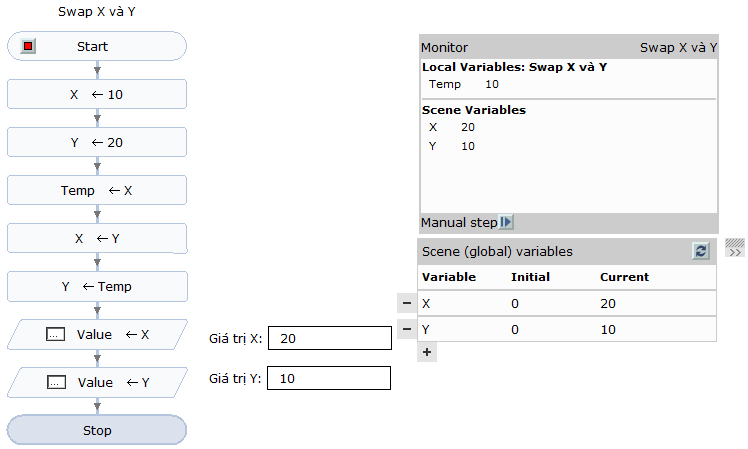 Swap X và Y
Start
X ← 10
Y ← 20
Temp ← X
X ← Y
Y ← Temp
... Value ← X
... Value ← Y
Stop
Giá trị X: 20
Giá trị Y: 10
Monitor Swap X và Y
Local Variables: Swap X và Y
Temp 10
Scene Variables
X 20
Y 10
Manual step
Scene (global) variables
>>
Variable Initial Current
− X 0 20
− Y 0 10
+